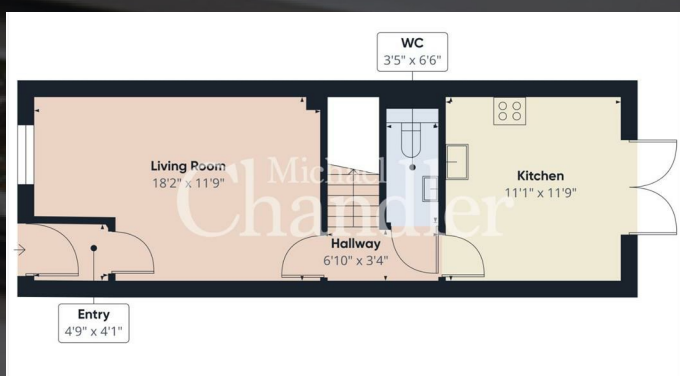 WC
3'5" x 6'6"
Living Room
18'2" x 11'9"
Michael
Chandler
Kitchen
11'1" x 11'9"
Hallway
6'10" x 3'4"
Entry
4'9" x 4'1"